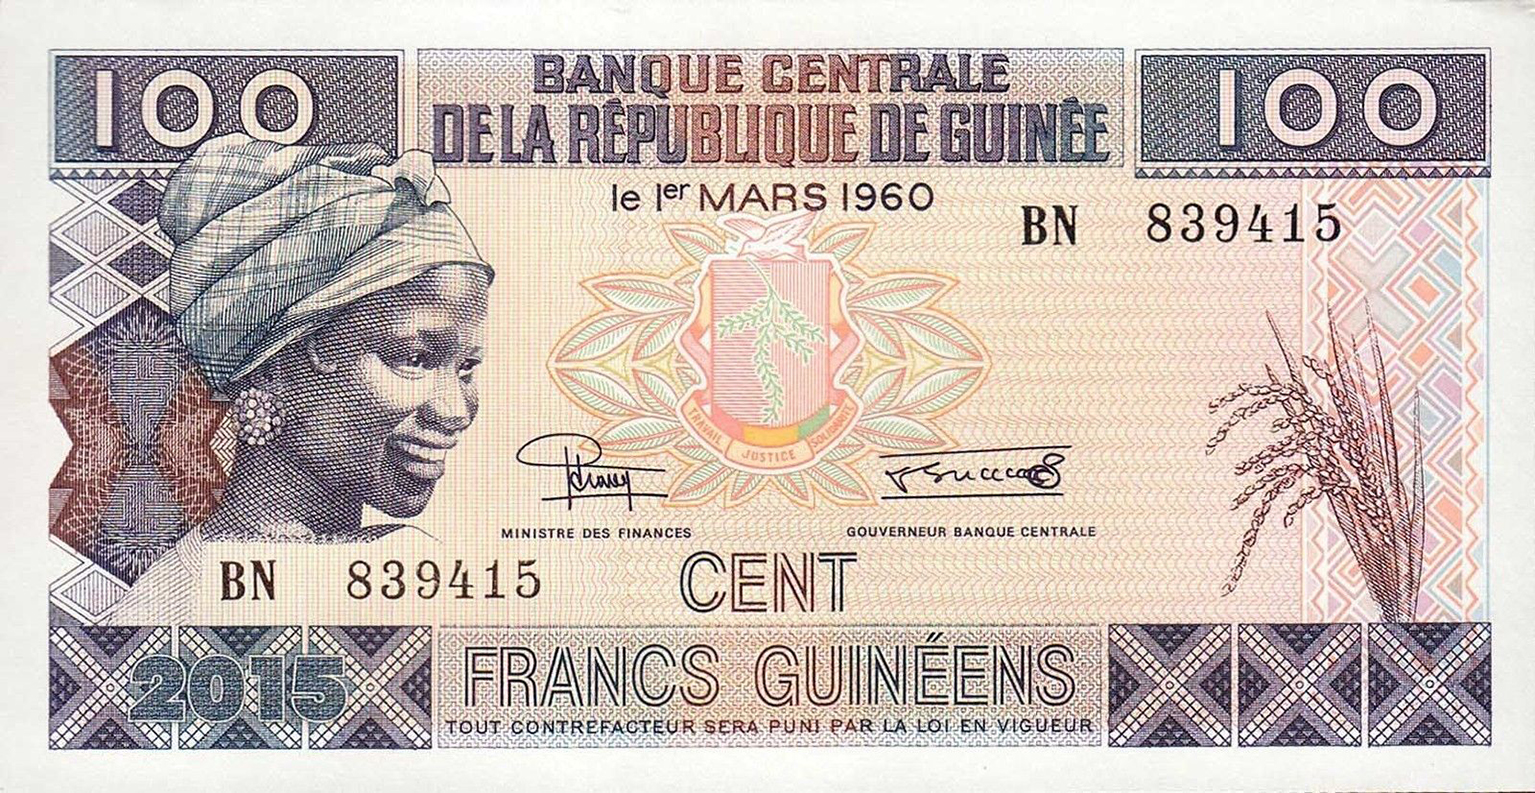 100
BANQUE CENTRALE
DE LA RÉPUBLIQUE DE GUINÉE
100
le 1er MARS 1960
BN 839415
TRAVAIL JUSTICE SOLIDARITÉ
MINISTRE DES FINANCES
GOUVERNEUR BANQUE CENTRALE
BN 839415
CENT
2015
FRANCS GUINÉENS
TOUT CONTREFACTEUR SERA PUNI PAR LA LOI EN VIGUEUR